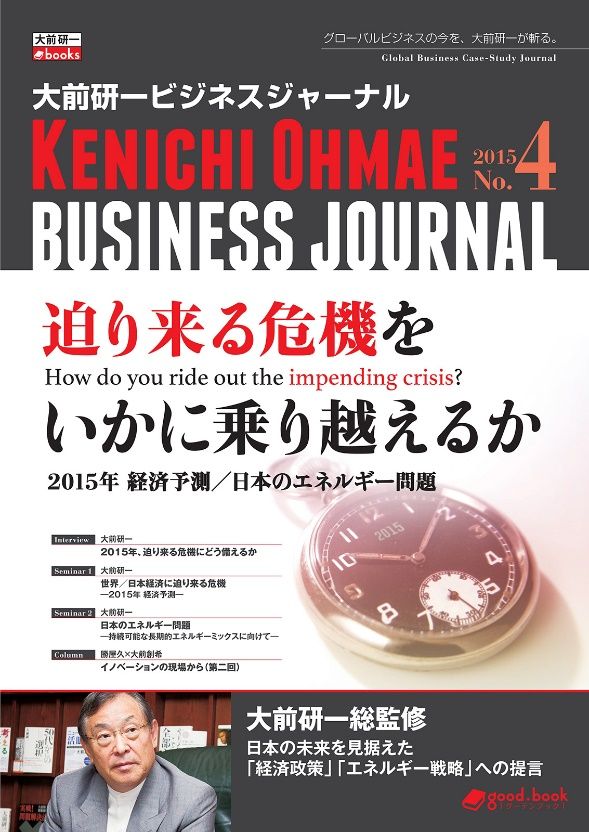 大前研一
books
グローバルビジネスの今を、大前研一が斬る。
Global Business Case-Study Journal
大前研一ビジネスジャーナル
KENICHI OHMAE
2015
No.4
BUSINESS JOURNAL
迫り来る危機を
How do you ride out the impending crisis?
いかに乗り越えるか
2015年 経済予測／日本のエネルギー問題
2015
Interview 大前研一
2015年、迫り来る危機にどう備えるか
Seminar 1 大前研一
世界／日本経済に迫り来る危機
―2015年 経済予測―
Seminar 2 大前研一
日本のエネルギー問題
―持続可能な長期的エネルギーミックスに向けて―
Column 勝屋久×大前創希
イノベーションの現場から（第二回）
大前研一総監修
日本の未来を見据えた
「経済政策」「エネルギー戦略」への提言
good.book
［グーテンブック］